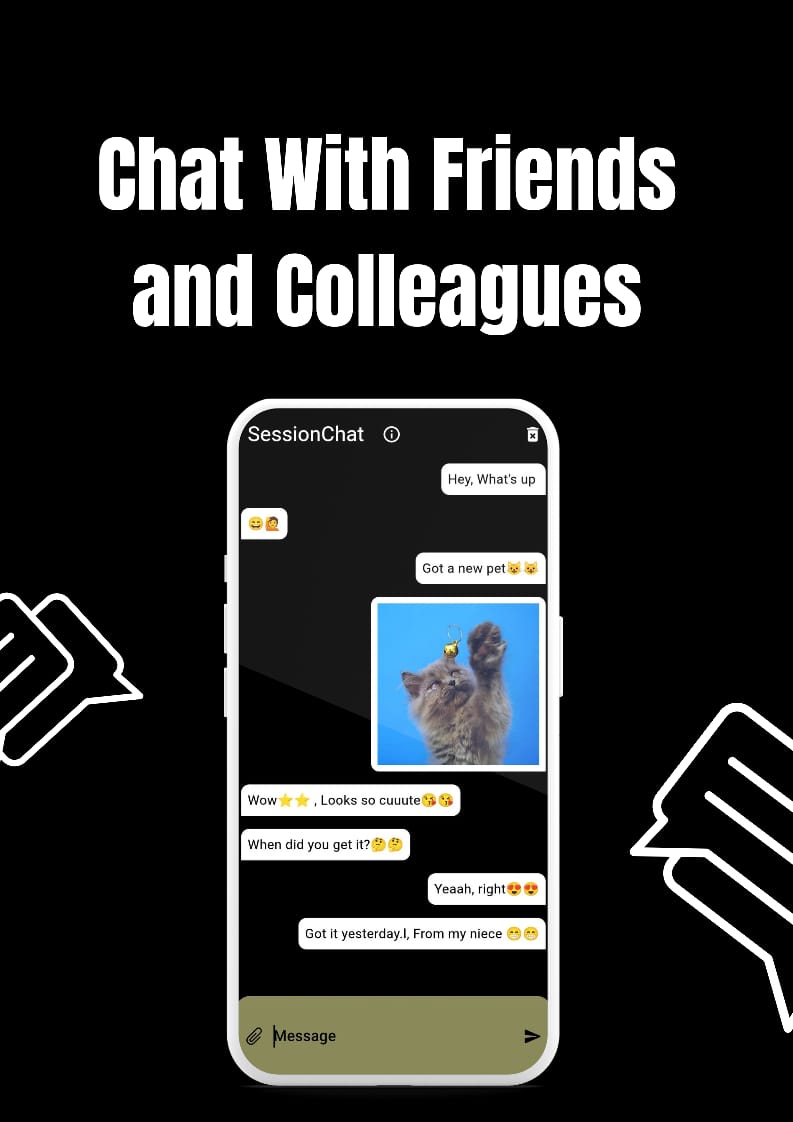 Chat With Friends
and Colleagues
SessionChat
Hey, What's up
😄🙋
Got a new pet😺😺
Wow⭐⭐ , Looks so cuuute😘😘
When did you get it?🤔🤔
Yeaah, right😍😍
Got it yesterday.I, From my niece 😁😁
Message